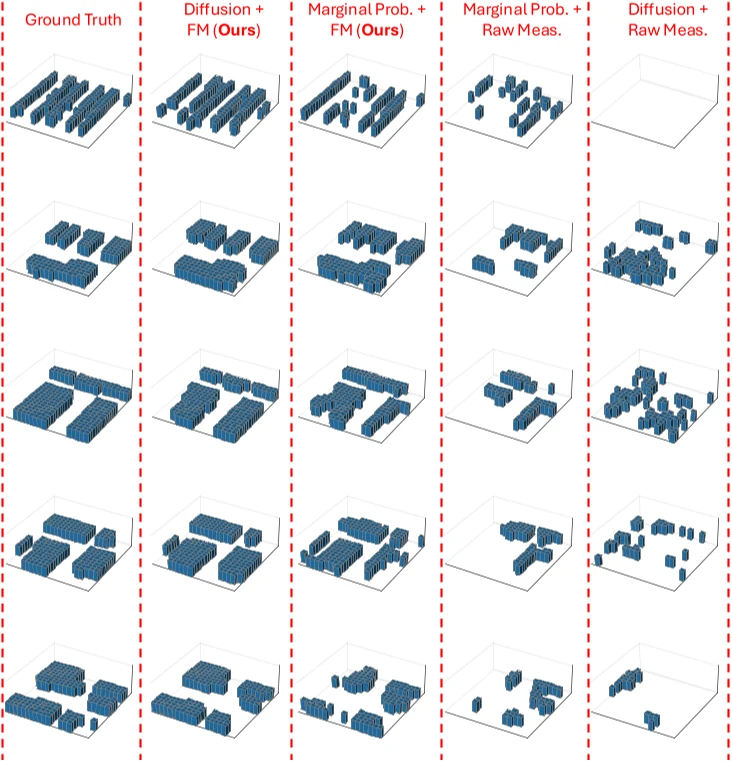 Ground Truth
Diffusion +
FM (Ours)
Marginal Prob. +
FM (Ours)
Marginal Prob. +
Raw Meas.
Diffusion +
Raw Meas.